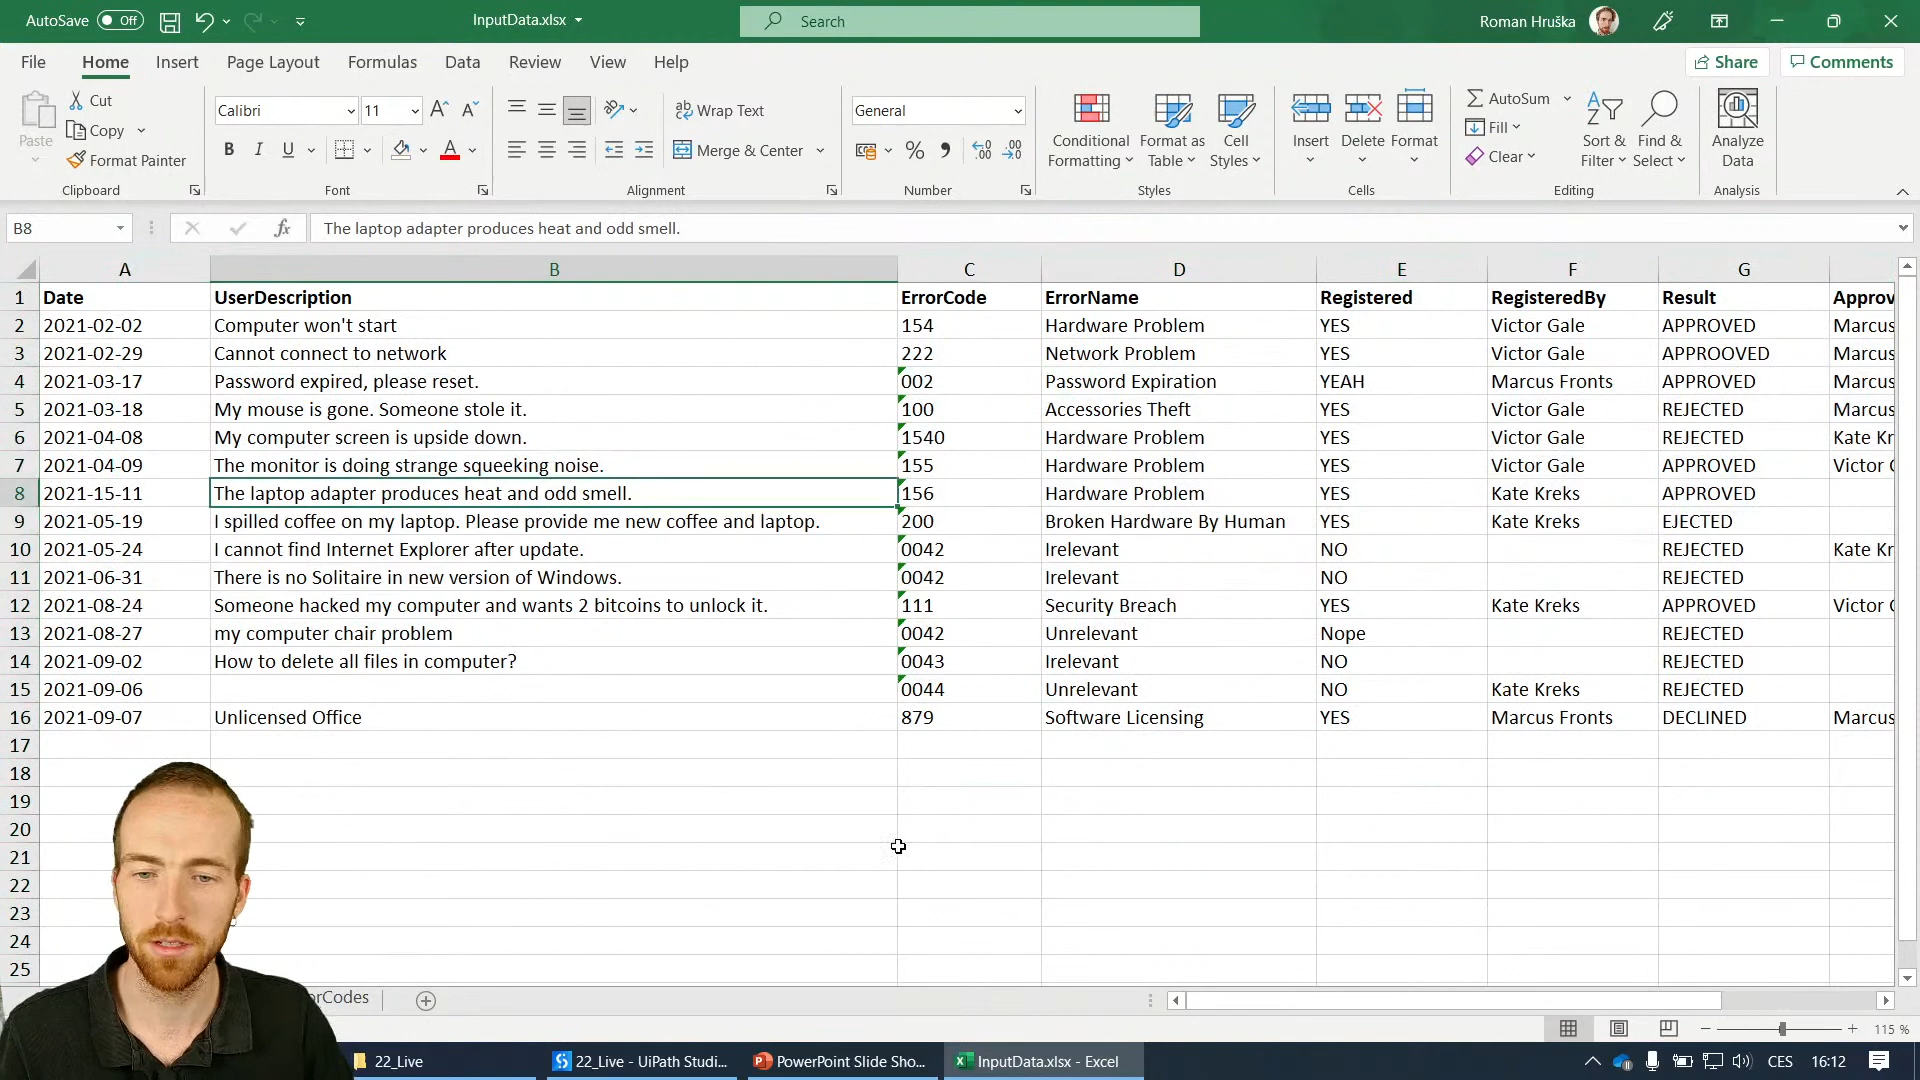 AutoSave Off InputData.xlsx Search Roman Hruška
File Home Insert Page Layout Formulas Data Review View Help Share Comments
Paste Cut Copy Format Painter Clipboard
Calibri 11 B I U A Font
Wrap Text Merge & Center Alignment
General % Number
Conditional Formatting Format as Table Cell Styles Styles
Insert Delete Format Cells
AutoSum Fill Clear Sort & Filter Find & Select Editing
Analyze Data Analysis
B8 fx The laptop adapter produces heat and odd smell.
A B C D E F G
1 Date UserDescription ErrorCode ErrorName Registered RegisteredBy Result Approv
2 2021-02-02 Computer won't start 154 Hardware Problem YES Victor Gale APPROVED Marcus
3 2021-02-29 Cannot connect to network 222 Network Problem YES Victor Gale APPROOVED Marcus
4 2021-03-17 Password expired, please reset. 002 Password Expiration YEAH Marcus Fronts APPROVED Marcus
5 2021-03-18 My mouse is gone. Someone stole it. 100 Accessories Theft YES Victor Gale REJECTED Marcus
6 2021-04-08 My computer screen is upside down. 1540 Hardware Problem YES Victor Gale REJECTED Kate Kr
7 2021-04-09 The monitor is doing strange squeeking noise. 155 Hardware Problem YES Victor Gale APPROVED Victor
8 2021-15-11 The laptop adapter produces heat and odd smell. 156 Hardware Problem YES Kate Kreks APPROVED
9 2021-05-19 I spilled coffee on my laptop. Please provide me new coffee and laptop. 200 Broken Hardware By Human YES Kate Kreks EJECTED
10 2021-05-24 I cannot find Internet Explorer after update. 0042 Irelevant NO REJECTED Kate Kr
11 2021-06-31 There is no Solitaire in new version of Windows. 0042 Irelevant NO REJECTED
12 2021-08-24 Someone hacked my computer and wants 2 bitcoins to unlock it. 111 Security Breach YES Kate Kreks APPROVED Victor
13 2021-08-27 my computer chair problem 0042 Unrelevant Nope REJECTED
14 2021-09-02 How to delete all files in computer? 0043 Irelevant NO REJECTED
15 2021-09-06 0044 Unrelevant NO Kate Kreks REJECTED
16 2021-09-07 Unlicensed Office 879 Software Licensing YES Marcus Fronts DECLINED Marcus
17
18
19
20
21
22
23
24
25
orCodes
115 %
22_Live 22_Live - UiPath Studi... PowerPoint Slide Sho... InputData.xlsx - Excel CES 16:12